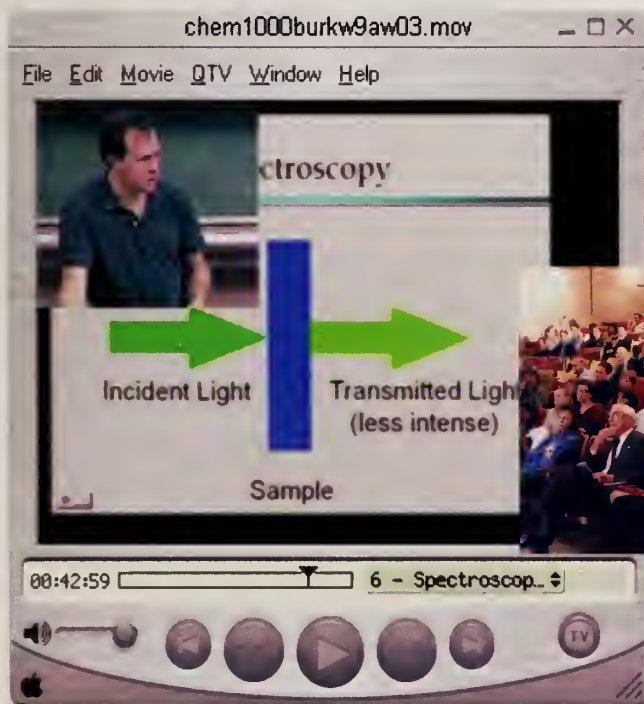 chem1000burkw9aw03.mov
File Edit Movie QTV Window Help
ctroscopy
Incident Light
Transmitted Light
(less intense)
Sample
00:42:59
6 - Spectroscop…
TV